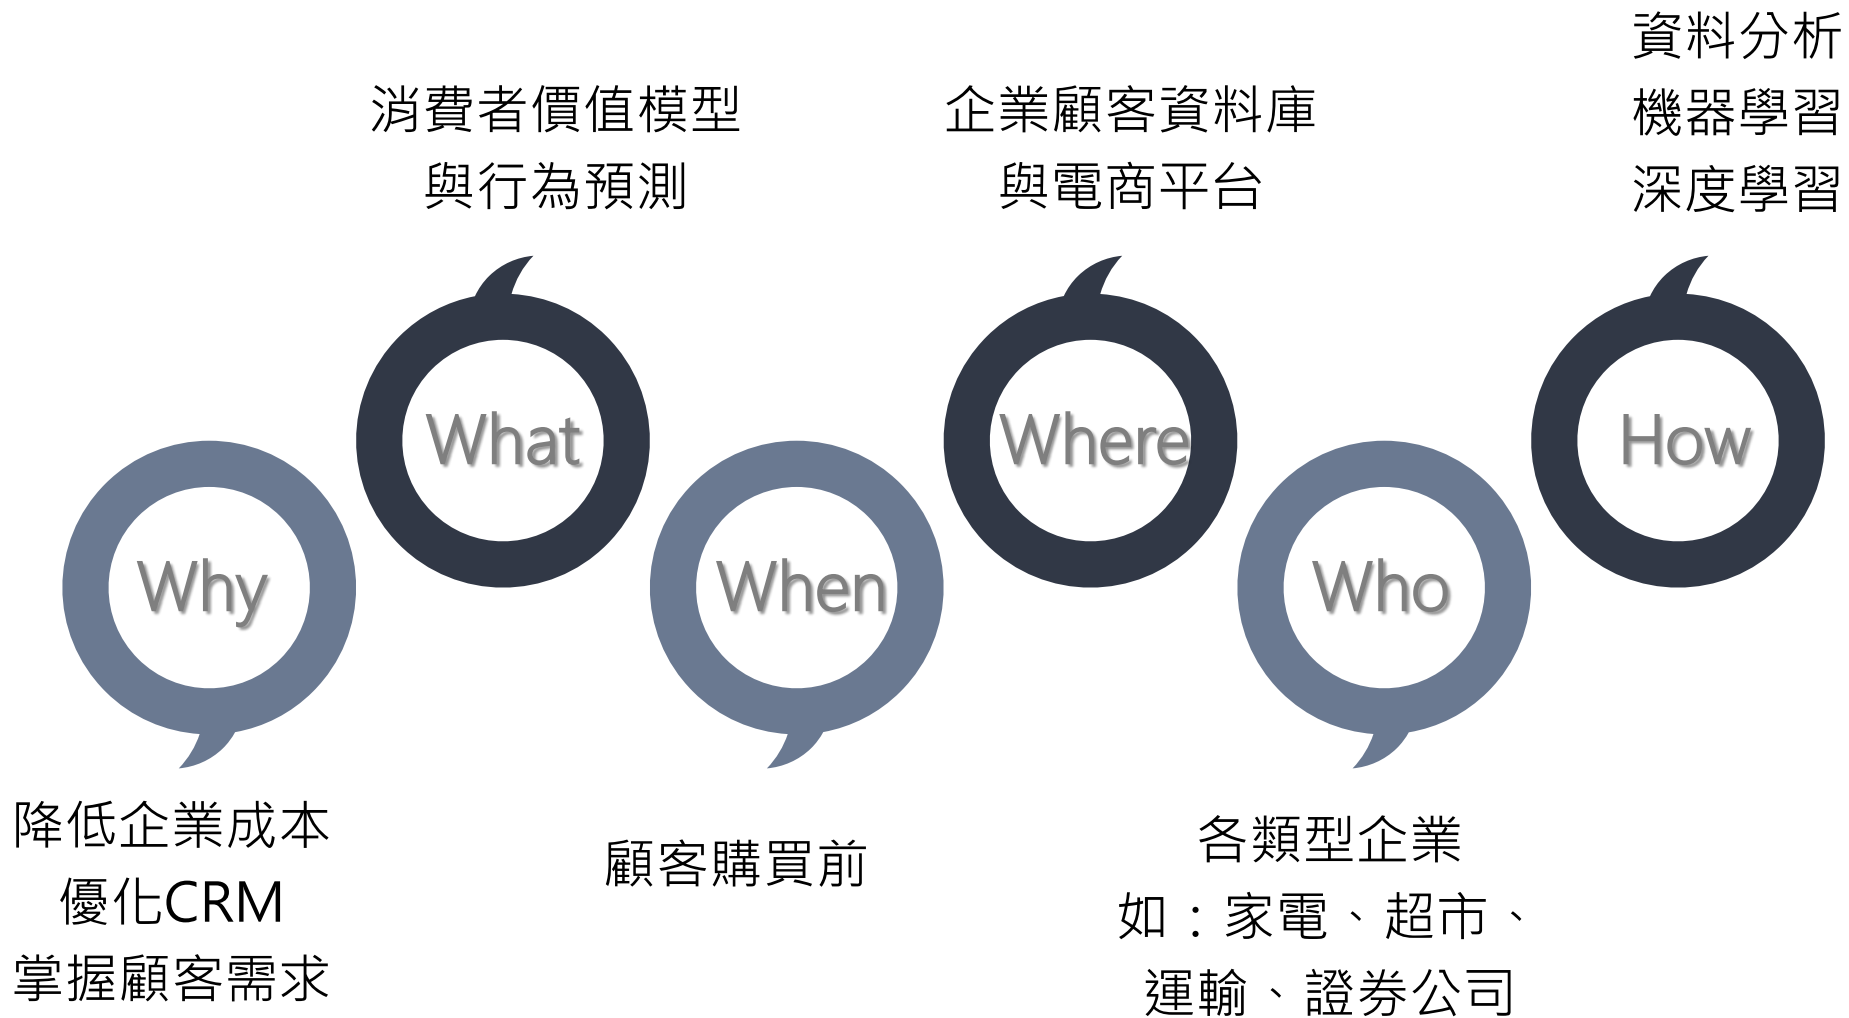 Why
降低企業成本
優化CRM
掌握顧客需求
What
消費者價值模型
與行為預測
When
顧客購買前
Where
企業顧客資料庫
與電商平台
Who
各類型企業
如：家電、超市、
運輸、證券公司
How
資料分析
機器學習
深度學習